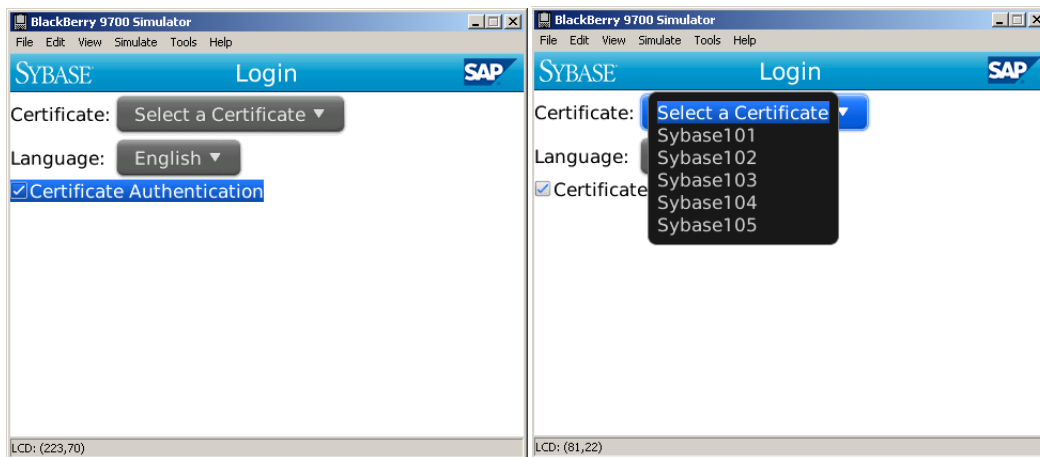 BlackBerry 9700 Simulator
File Edit View Simulate Tools Help
SYBASE Login SAP
Certificate: Select a Certificate
Language: English
Certificate Authentication
LCD: (223,70)
BlackBerry 9700 Simulator
File Edit View Simulate Tools Help
SYBASE Login SAP
Certificate: Select a Certificate
Sybase101
Language: Sybase102
Sybase103
Certificate Sybase104
Sybase105
LCD: (81,22)